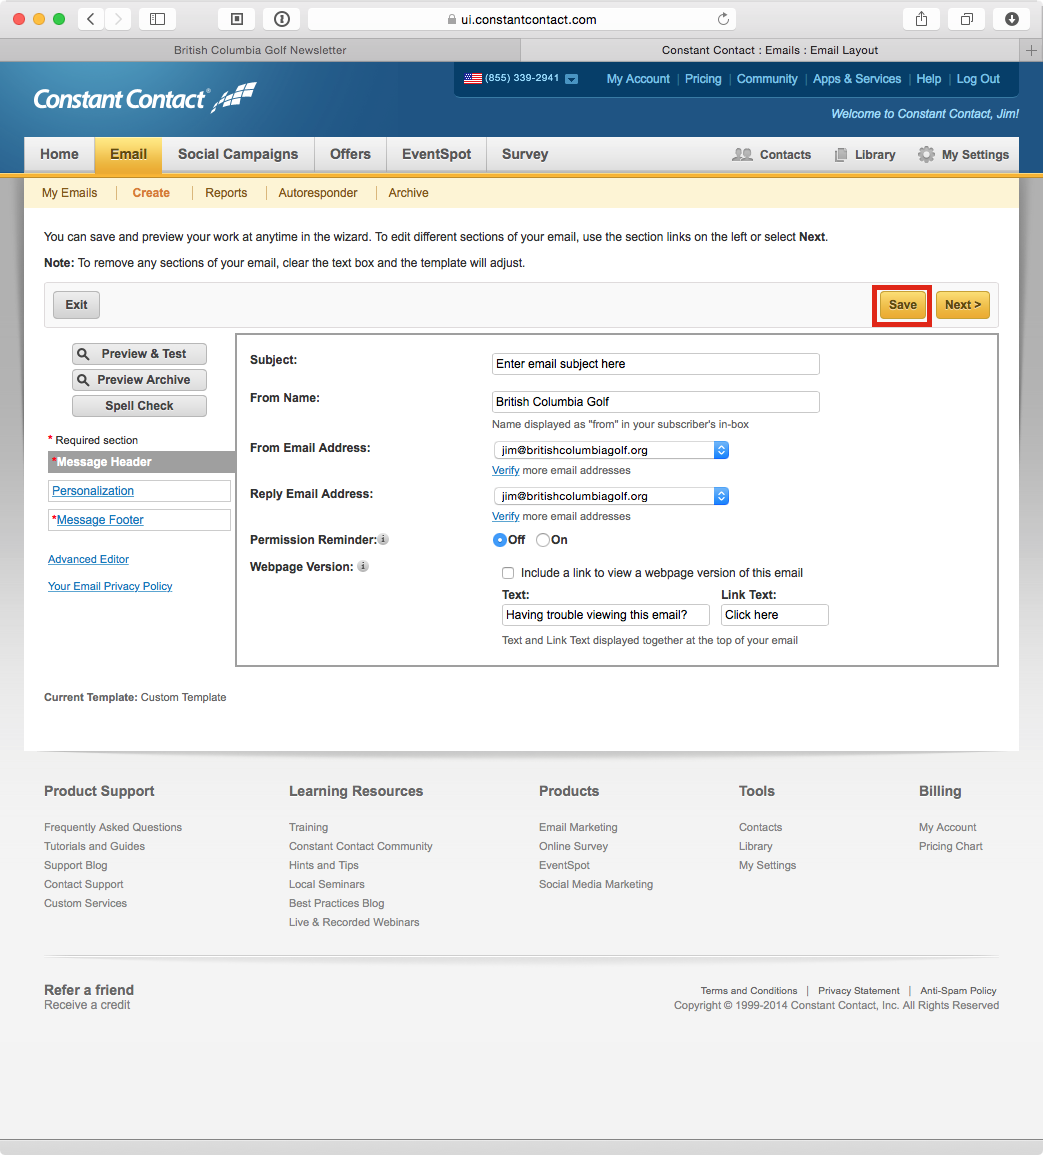 ui.constantcontact.com
British Columbia Golf Newsletter
Constant Contact : Emails : Email Layout
Constant Contact®
(855) 339-2941
My Account | Pricing | Community | Apps & Services | Help | Log Out
Welcome to Constant Contact, Jim!
Home Email Social Campaigns Offers EventSpot Survey Contacts Library My Settings
My Emails Create Reports Autoresponder Archive
You can save and preview your work at anytime in the wizard. To edit different sections of your email, use the section links on the left or select Next.
Note: To remove any sections of your email, clear the text box and the template will adjust.
Exit Save Next >
Preview & Test
Preview Archive
Spell Check
* Required section
*Message Header
Personalization
*Message Footer
Advanced Editor
Your Email Privacy Policy
Subject: Enter email subject here
From Name: British Columbia Golf
Name displayed as "from" in your subscriber's in-box
From Email Address: jim@britishcolumbiagolf.org
Verify more email addresses
Reply Email Address: jim@britishcolumbiagolf.org
Verify more email addresses
Permission Reminder: Off On
Webpage Version:
Include a link to view a webpage version of this email
Text: Link Text:
Having trouble viewing this email? Click here
Text and Link Text displayed together at the top of your email
Current Template: Custom Template
Product Support
Frequently Asked Questions
Tutorials and Guides
Support Blog
Contact Support
Custom Services
Learning Resources
Training
Constant Contact Community
Hints and Tips
Local Seminars
Best Practices Blog
Live & Recorded Webinars
Products
Email Marketing
Online Survey
EventSpot
Social Media Marketing
Tools
Contacts
Library
My Settings
Billing
My Account
Pricing Chart
Refer a friend
Receive a credit
Terms and Conditions | Privacy Statement | Anti-Spam Policy
Copyright © 1999-2014 Constant Contact, Inc. All Rights Reserved